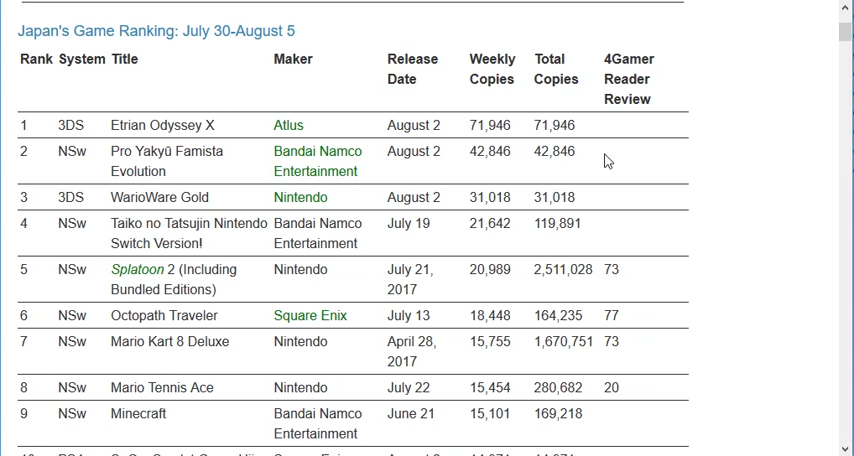 Japan's Game Ranking: July 30-August 5
Rank System Title Maker Release Date Weekly Copies Total Copies 4Gamer Reader Review
1 3DS Etrian Odyssey X Atlus August 2 71,946 71,946
2 NSw Pro Yakyū Famista Evolution Bandai Namco Entertainment August 2 42,846 42,846
3 3DS WarioWare Gold Nintendo August 2 31,018 31,018
4 NSw Taiko no Tatsujin Nintendo Switch Version! Bandai Namco Entertainment July 19 21,642 119,891
5 NSw Splatoon 2 (Including Bundled Editions) Nintendo July 21, 2017 20,989 2,511,028 73
6 NSw Octopath Traveler Square Enix July 13 18,448 164,235 77
7 NSw Mario Kart 8 Deluxe Nintendo April 28, 2017 15,755 1,670,751 73
8 NSw Mario Tennis Ace Nintendo July 22 15,454 280,682 20
9 NSw Minecraft Bandai Namco Entertainment June 21 15,101 169,218